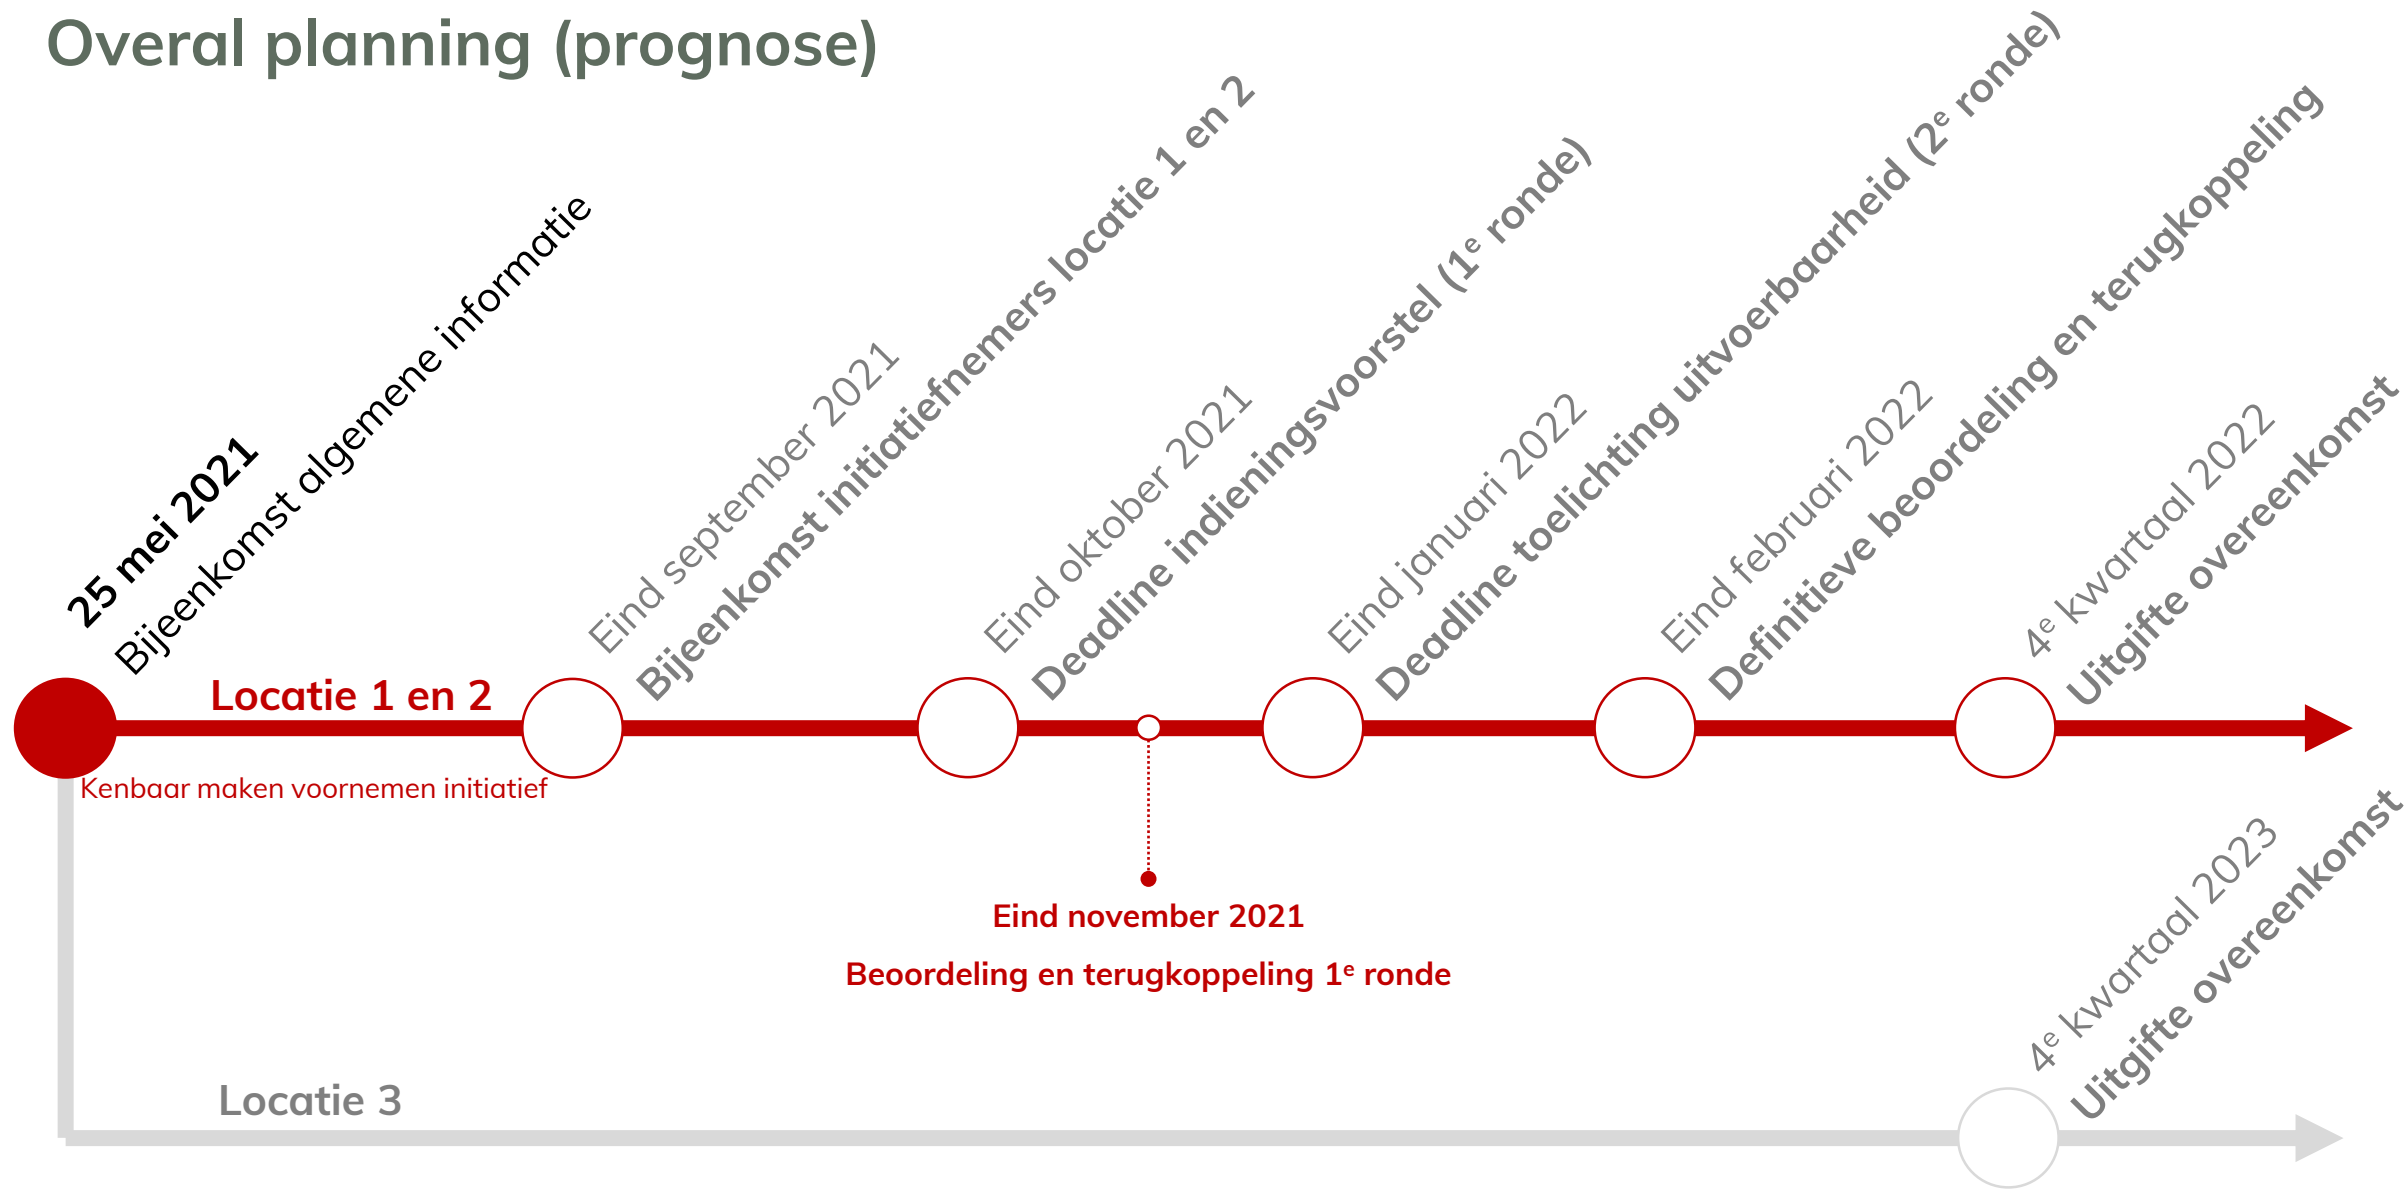 Overal planning (prognose)
25 mei 2021
Bijeenkomst algemene informatie
Eind september 2021
Bijeenkomst initiatiefnemers locatie 1 en 2
Eind oktober 2021
Deadline indieningsvoorstel (1e ronde)
Eind januari 2022
Deadline toelichting uitvoerbaarheid (2e ronde)
Eind februari 2022
Definitieve beoordeling en terugkoppeling
4e kwartaal 2022
Uitgifte overeenkomst
Locatie 1 en 2
Kenbaar maken voornemen initiatief
Eind november 2021
Beoordeling en terugkoppeling 1e ronde
4e kwartaal 2023
Uitgifte overeenkomst
Locatie 3